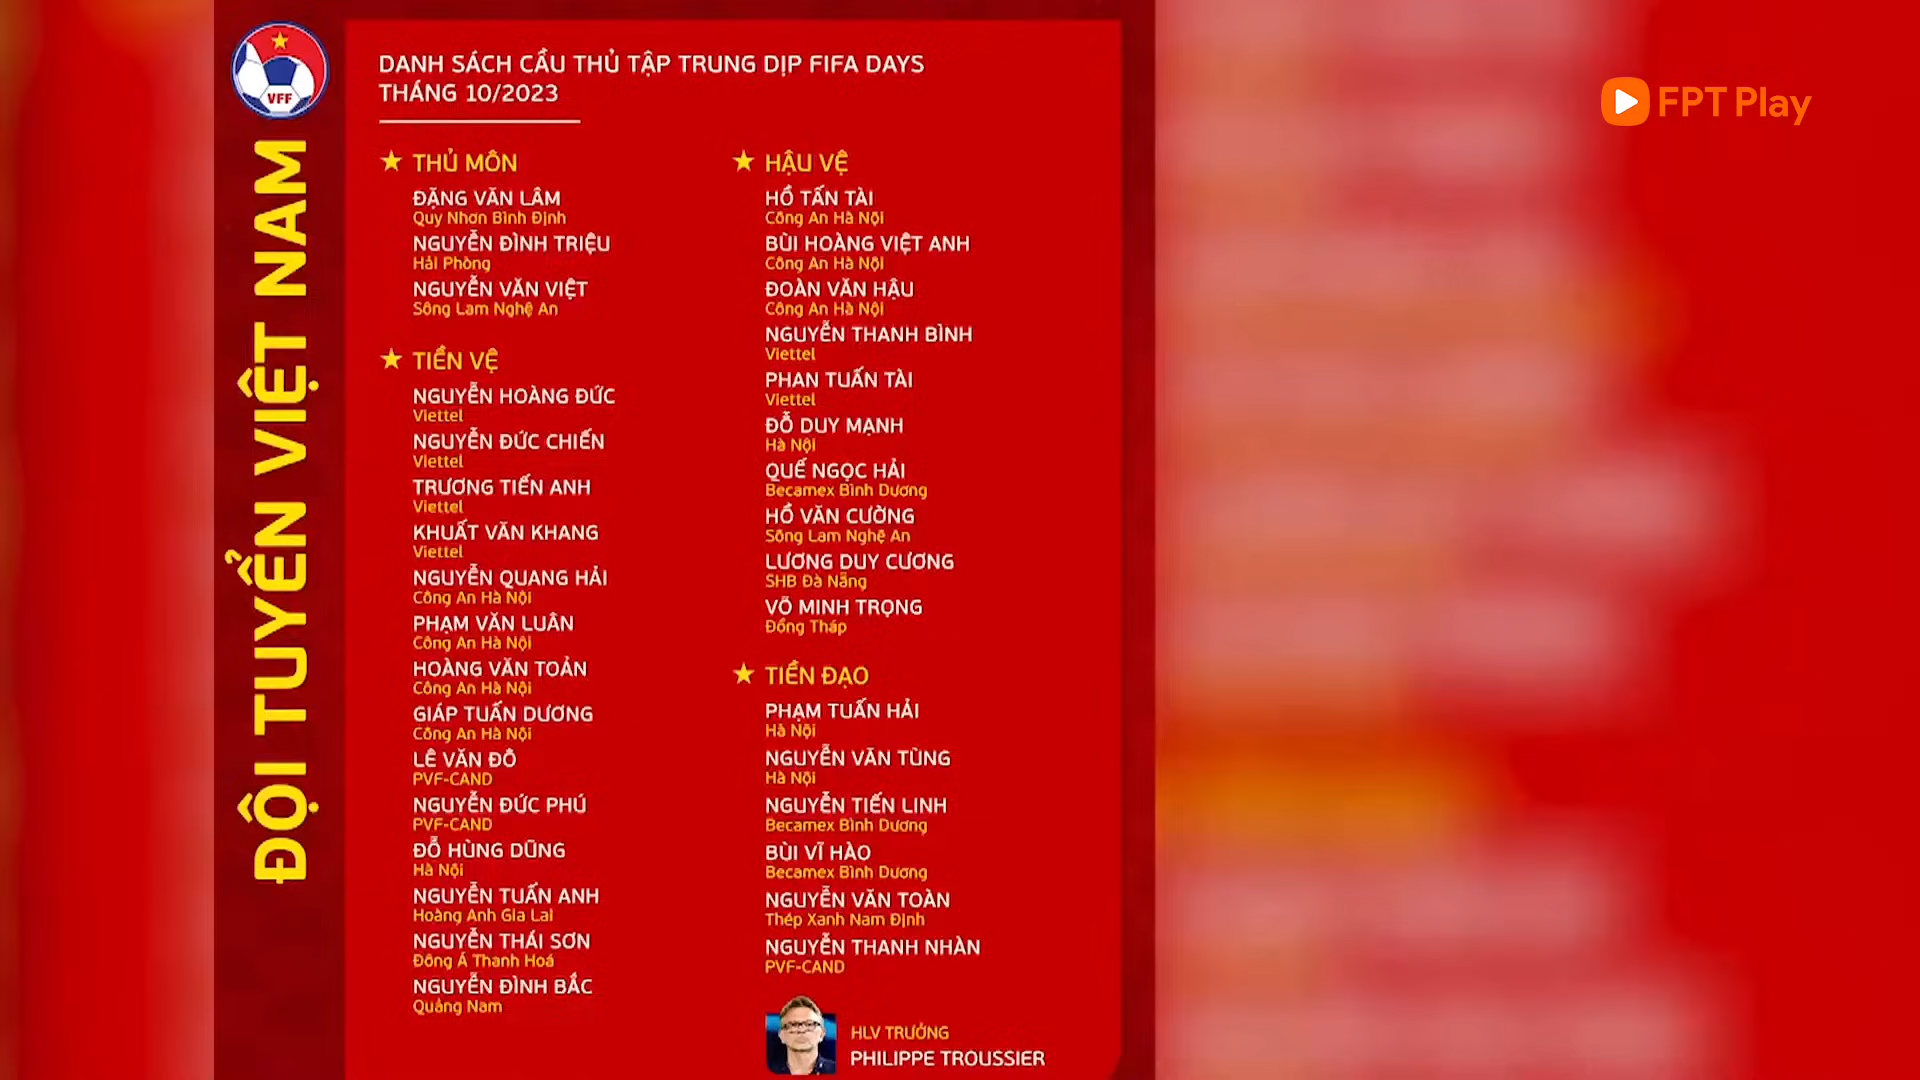 VFF
ĐỘI TUYỂN VIỆT NAM
DANH SÁCH CẦU THỦ TẬP TRUNG DỊP FIFA DAYS
THÁNG 10/2023
THỦ MÔN
ĐẶNG VĂN LÂM
Quy Nhơn Bình Định
NGUYỄN ĐÌNH TRIỆU
Hải Phòng
NGUYỄN VĂN VIỆT
Sông Lam Nghệ An
TIỀN VỆ
NGUYỄN HOÀNG ĐỨC
Viettel
NGUYỄN ĐỨC CHIẾN
Viettel
TRƯƠNG TIẾN ANH
Viettel
KHUẤT VĂN KHANG
Viettel
NGUYỄN QUANG HẢI
Công An Hà Nội
PHẠM VĂN LUÂN
Công An Hà Nội
HOÀNG VĂN TOẢN
Công An Hà Nội
GIÁP TUẤN DƯƠNG
Công An Hà Nội
LÊ VĂN ĐÔ
PVF-CAND
NGUYỄN ĐỨC PHÚ
PVF-CAND
ĐỖ HÙNG DŨNG
Hà Nội
NGUYỄN TUẤN ANH
Hoàng Anh Gia Lai
NGUYỄN THÁI SƠN
Đông Á Thanh Hoá
NGUYỄN ĐÌNH BẮC
Quảng Nam
HẬU VỆ
HỒ TẤN TÀI
Công An Hà Nội
BÙI HOÀNG VIỆT ANH
Công An Hà Nội
ĐOÀN VĂN HẬU
Công An Hà Nội
NGUYỄN THANH BÌNH
Viettel
PHAN TUẤN TÀI
Viettel
ĐỖ DUY MẠNH
Hà Nội
QUẾ NGỌC HẢI
Becamex Bình Dương
HỒ VĂN CƯỜNG
Sông Lam Nghệ An
LƯƠNG DUY CƯƠNG
SHB Đà Nẵng
VÕ MINH TRỌNG
Đồng Tháp
TIỀN ĐẠO
PHẠM TUẤN HẢI
Hà Nội
NGUYỄN VĂN TÙNG
Hà Nội
NGUYỄN TIẾN LINH
Becamex Bình Dương
BÙI VĨ HÀO
Becamex Bình Dương
NGUYỄN VĂN TOÀN
Thép Xanh Nam Định
NGUYỄN THANH NHÀN
PVF-CAND
HLV TRƯỞNG
PHILIPPE TROUSSIER
FPT Play